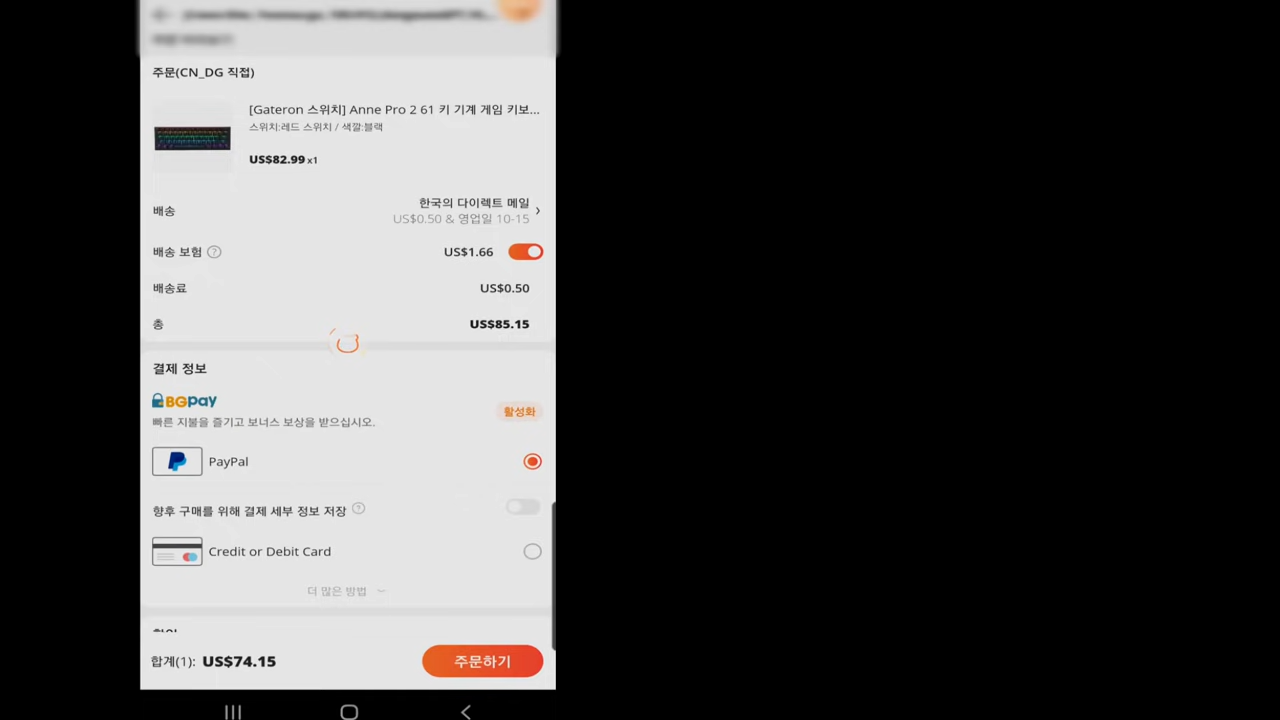 주문(CN_DG 직접)
[Gateron 스위치] Anne Pro 2 61 키 기계 게임 키보...
스위치:레드 스위치 / 색깔:블랙
US$82.99 x1
한국의 다이렉트 메일
배송
US$0.50 & 영업일 10-15
배송 보험 ? US$1.66
배송료 US$0.50
총 US$85.15
결제 정보
BGpay
활성화
빠른 지불을 즐기고 보너스 보상을 받으십시오.
PayPal
향후 구매를 위해 결제 세부 정보 저장 ?
Credit or Debit Card
더 많은 방법
합계(1): US$74.15
주문하기